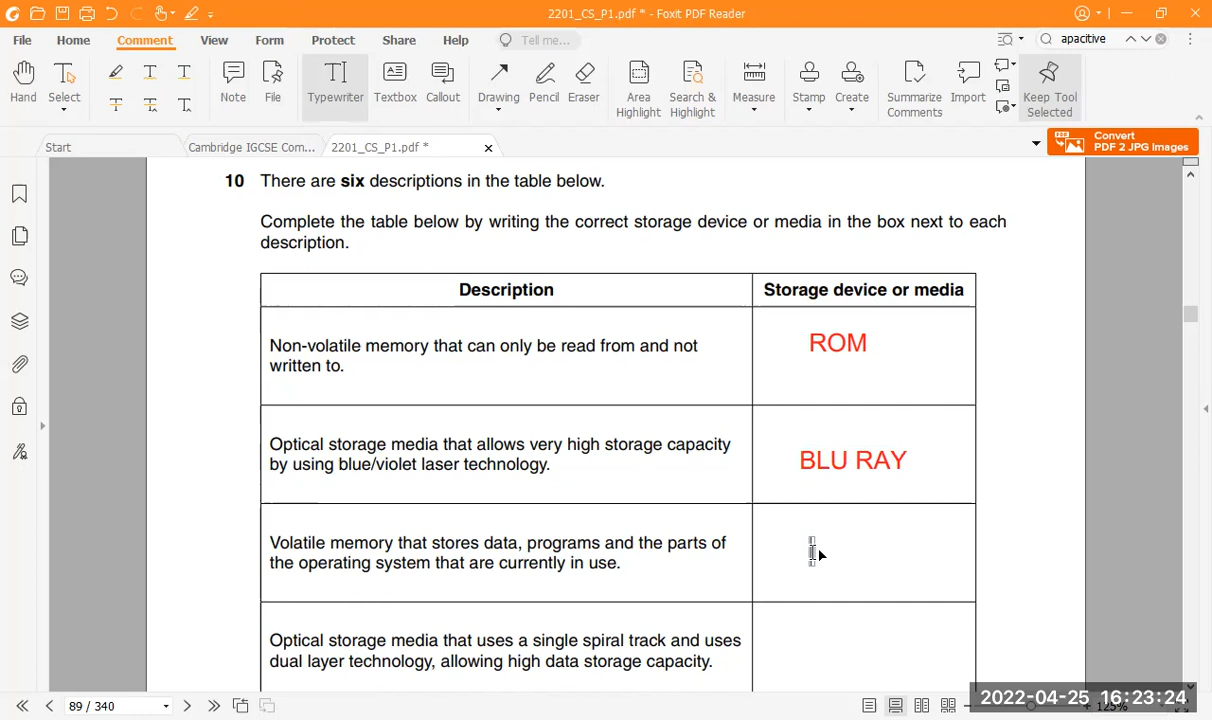 2201_CS_P1.pdf * - Foxit PDF Reader
File Home Comment View Form Protect Share Help Tell me... apacitive
Hand Select Note File Typewriter Textbox Callout Drawing Pencil Eraser Area Highlight Search & Highlight Measure Stamp Create Summarize Comments Import Keep Tool Selected
Start Cambridge IGCSE Com... 2201_CS_P1.pdf * Convert PDF 2 JPG Images
10 There are six descriptions in the table below.
Complete the table below by writing the correct storage device or media in the box next to each
description.
Description Storage device or media
Non-volatile memory that can only be read from and not
written to.
ROM
Optical storage media that allows very high storage capacity
by using blue/violet laser technology.
BLU RAY
Volatile memory that stores data, programs and the parts of
the operating system that are currently in use.
Optical storage media that uses a single spiral track and uses
dual layer technology, allowing high data storage capacity.
89 / 340
2022-04-25 16:23:24
125%